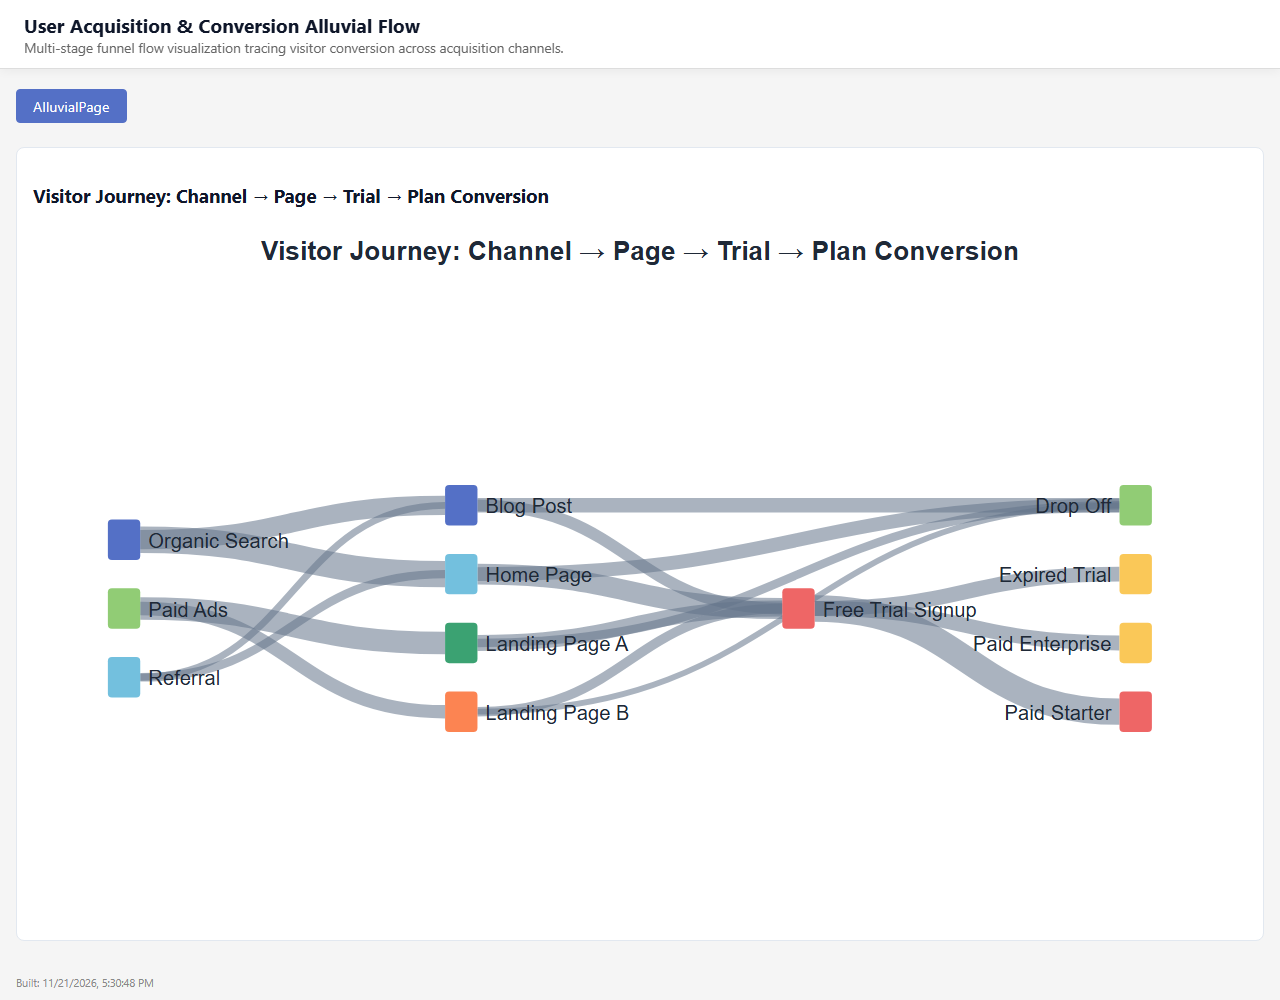 User Acquisition & Conversion Alluvial Flow
Multi-stage funnel flow visualization tracing visitor conversion across acquisition channels.
AlluvialPage
Visitor Journey: Channel → Page → Trial → Plan Conversion
Visitor Journey: Channel → Page → Trial → Plan Conversion
Organic Search
Paid Ads
Referral
Blog Post
Home Page
Landing Page A
Landing Page B
Free Trial Signup
Drop Off
Expired Trial
Paid Enterprise
Paid Starter
Built: 11/21/2026, 5:30:48 PM